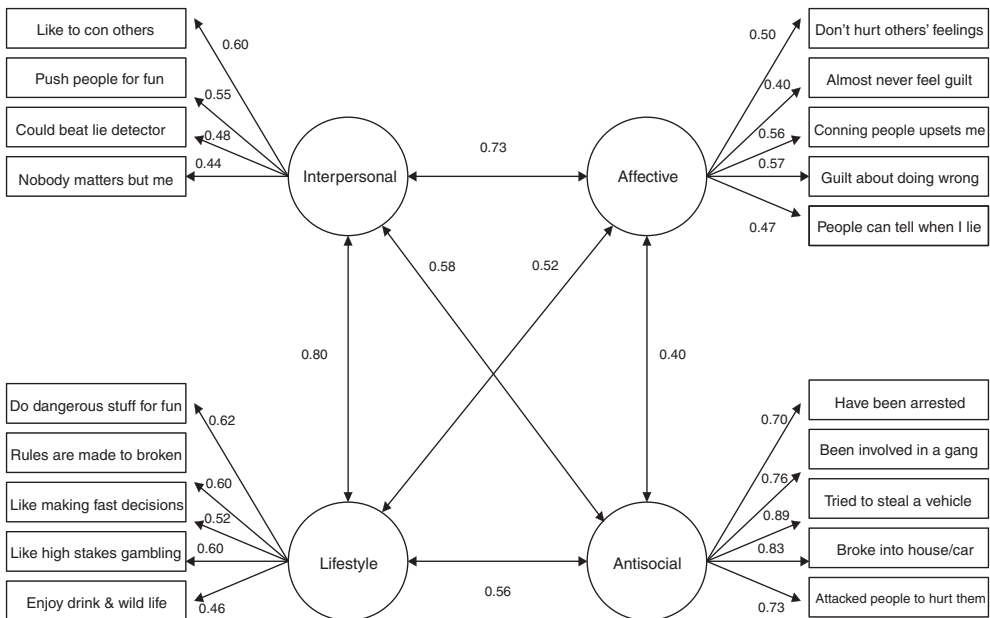 Like to con others
Push people for fun
Could beat lie detector
Nobody matters but me
0.60
0.55
0.48
0.44
Interpersonal
0.73
Affective
0.50
0.40
0.56
0.57
0.47
Don't hurt others' feelings
Almost never feel guilt
Conning people upsets me
Guilt about doing wrong
People can tell when I lie
0.58
0.52
0.80
0.40
Do dangerous stuff for fun
Rules are made to broken
Like making fast decisions
Like high stakes gambling
Enjoy drink & wild life
0.62
0.60
0.52
0.60
0.46
Lifestyle
0.56
Antisocial
0.70
0.76
0.89
0.83
0.73
Have been arrested
Been involved in a gang
Tried to steal a vehicle
Broke into house/car
Attacked people to hurt them